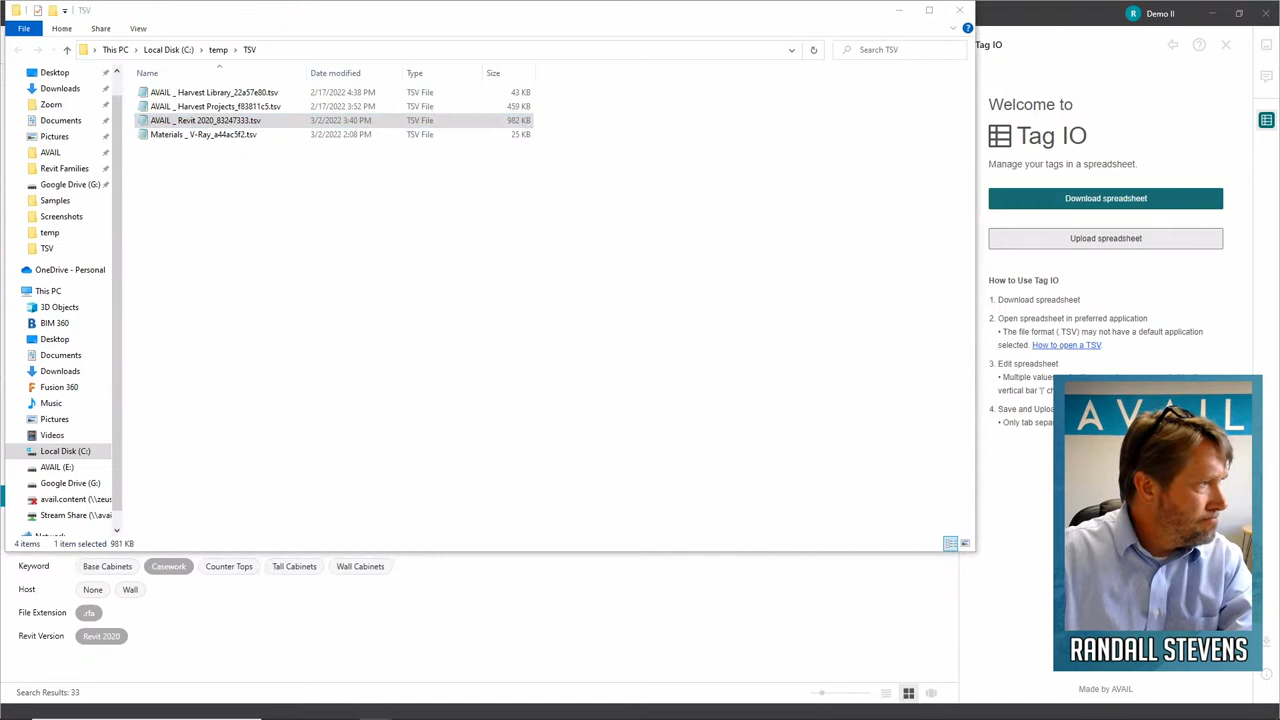 TSV
R Demo II
File Home Share View
This PC Local Disk (C:) temp TSV
Search TSV
Tag IO
Name Date modified Type Size
AVAIL _ Harvest Library_22a57e80.tsv 2/17/2022 4:38 PM TSV File 43 KB
AVAIL _ Harvest Projects_f83811c5.tsv 2/17/2022 3:52 PM TSV File 459 KB
AVAIL _ Revit 2020_83247333.tsv 3/2/2022 3:40 PM TSV File 982 KB
Materials _ V-Ray_a44ac5f2.tsv 3/2/2022 2:08 PM TSV File 25 KB
Desktop
Downloads
Zoom
Documents
Pictures
AVAIL
Revit Families
Google Drive (G:)
Samples
Screenshots
temp
TSV
OneDrive - Personal
This PC
3D Objects
BIM 360
Desktop
Documents
Downloads
Fusion 360
Music
Pictures
Videos
Local Disk (C:)
AVAIL (E:)
Google Drive (G:)
avail.content (\\zeus
Stream Share (\\ava
4 items 1 item selected 981 KB
Welcome to
Tag IO
Manage your tags in a spreadsheet.
Download spreadsheet
Upload spreadsheet
How to Use Tag IO
1. Download spreadsheet
2. Open spreadsheet in preferred application
• The file format (.TSV) may not have a default application
selected. How to open a TSV.
3. Edit spreadsheet
• Multiple values
vertical bar '|' ch
4. Save and Uploa
• Only tab sepa
AVAIL
RANDALL STEVENS
Made by AVAIL
Keyword Base Cabinets Casework Counter Tops Tall Cabinets Wall Cabinets
Host None Wall
File Extension .rfa
Revit Version Revit 2020
Search Results: 33